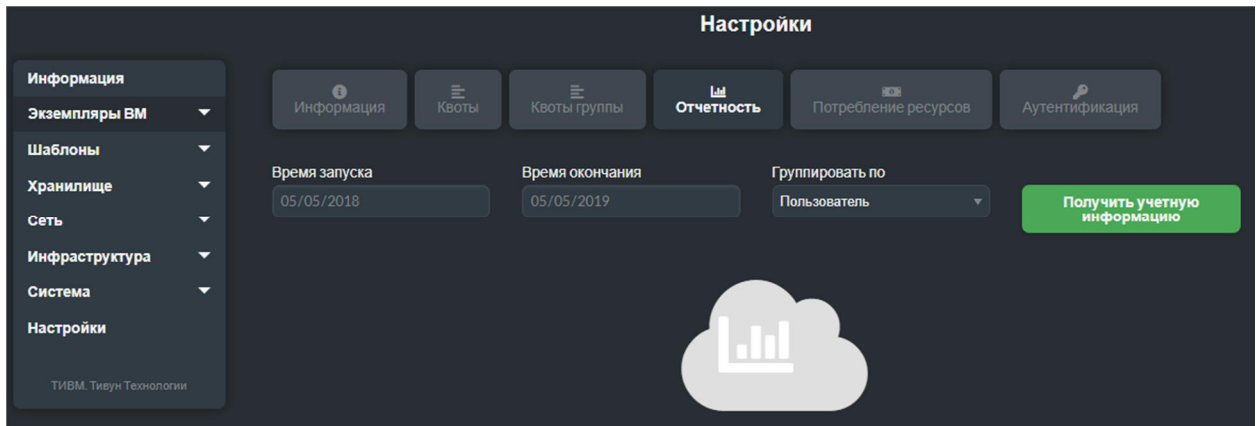 Настройки
Информация
Экземпляры ВМ
Шаблоны
Хранилище
Сеть
Инфраструктура
Система
Настройки
ТИВМ. Тивун Технологии
Информация
Квоты
Квоты группы
Отчетность
Потребление ресурсов
Аутентификация
Время запуска
05/05/2018
Время окончания
05/05/2019
Группировать по
Пользователь
Получить учетную
информацию